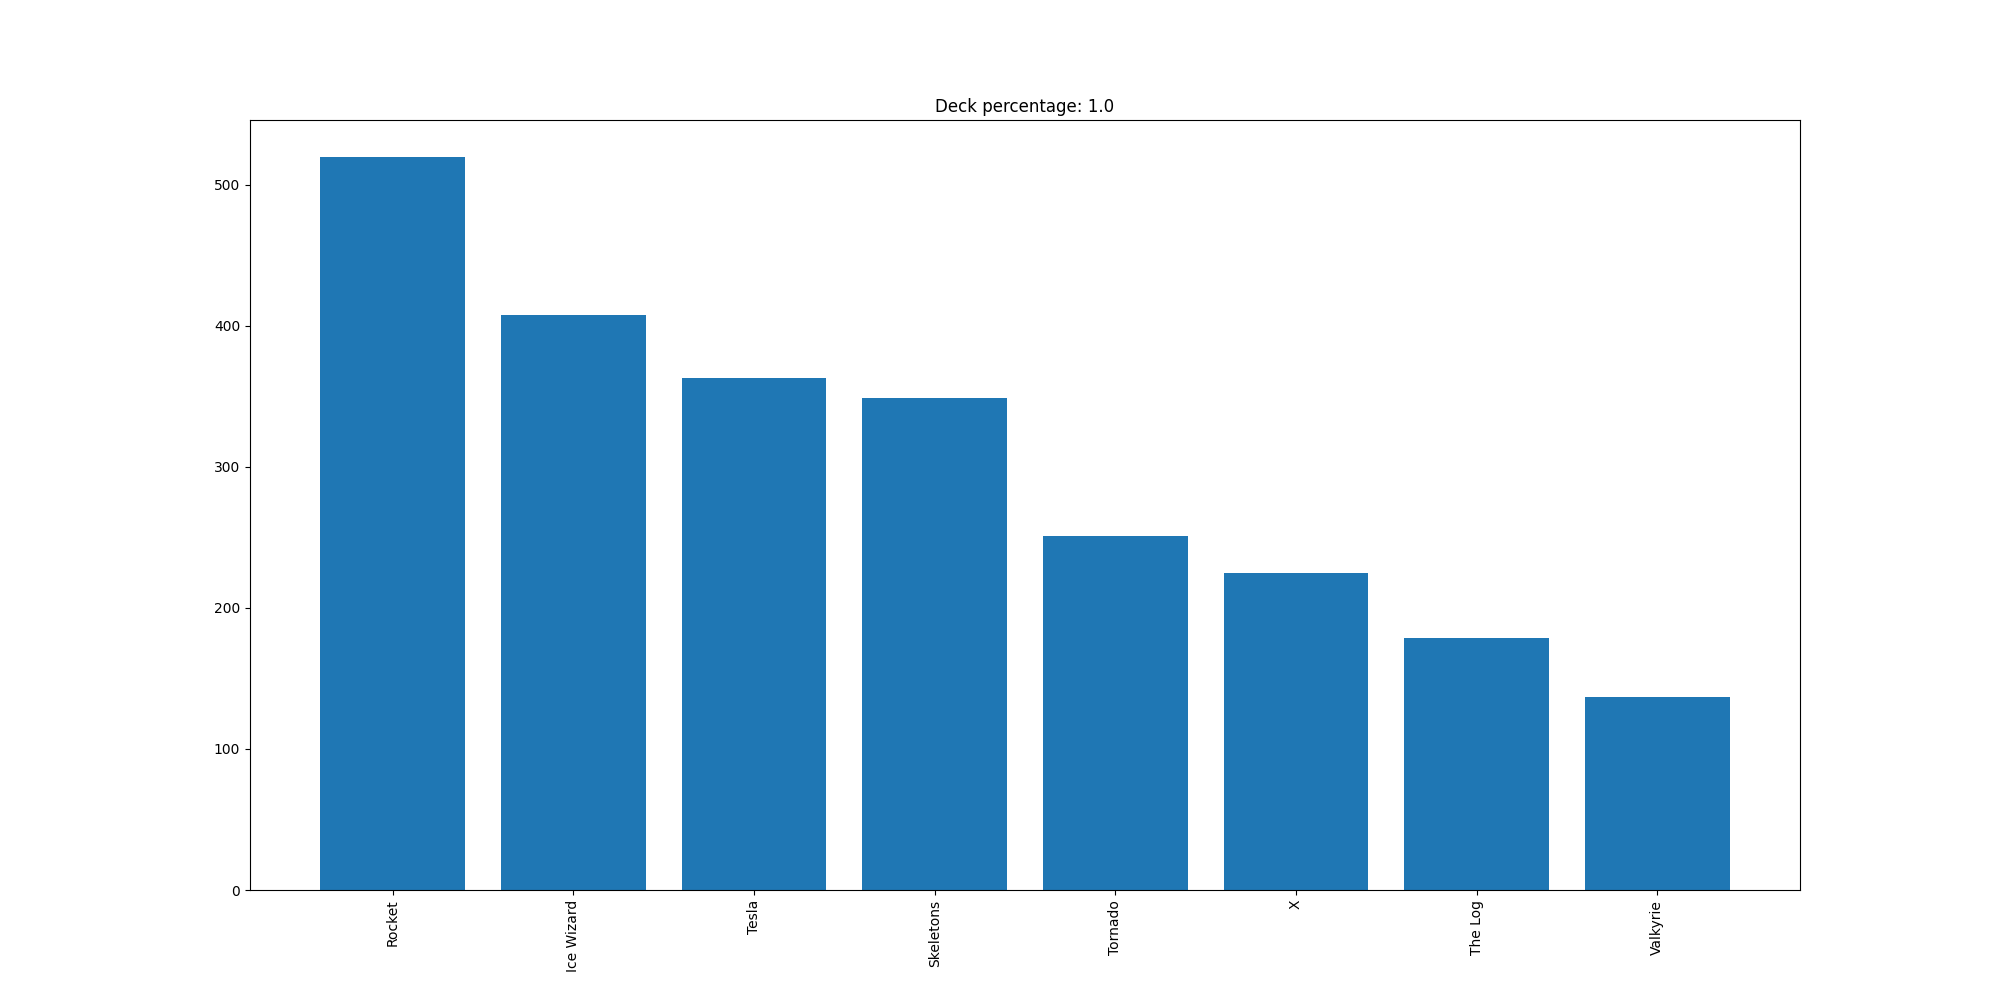 Deck percentage: 1.0
500
400
300
200
100
0
Rocket
Ice Wizard
Tesla
Skeletons
Tornado
X
The Log
Valkyrie